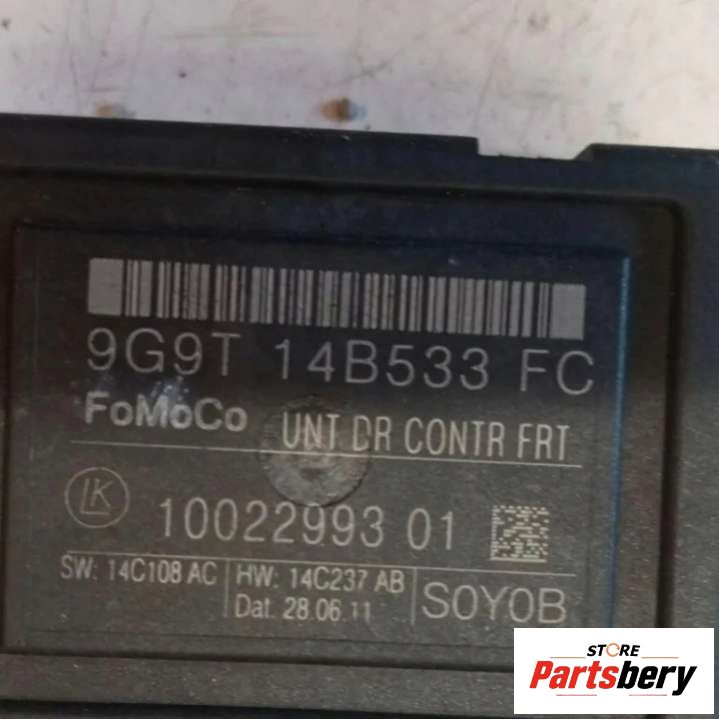 9G9T 14B533 FC
FoMoCo UNT DR CONTR FRT
LK 10022993 01
SW: 14C108 AC HW: 14C237 AB
Dat. 28.06.11 S0Y0B
STORE
Partsbery